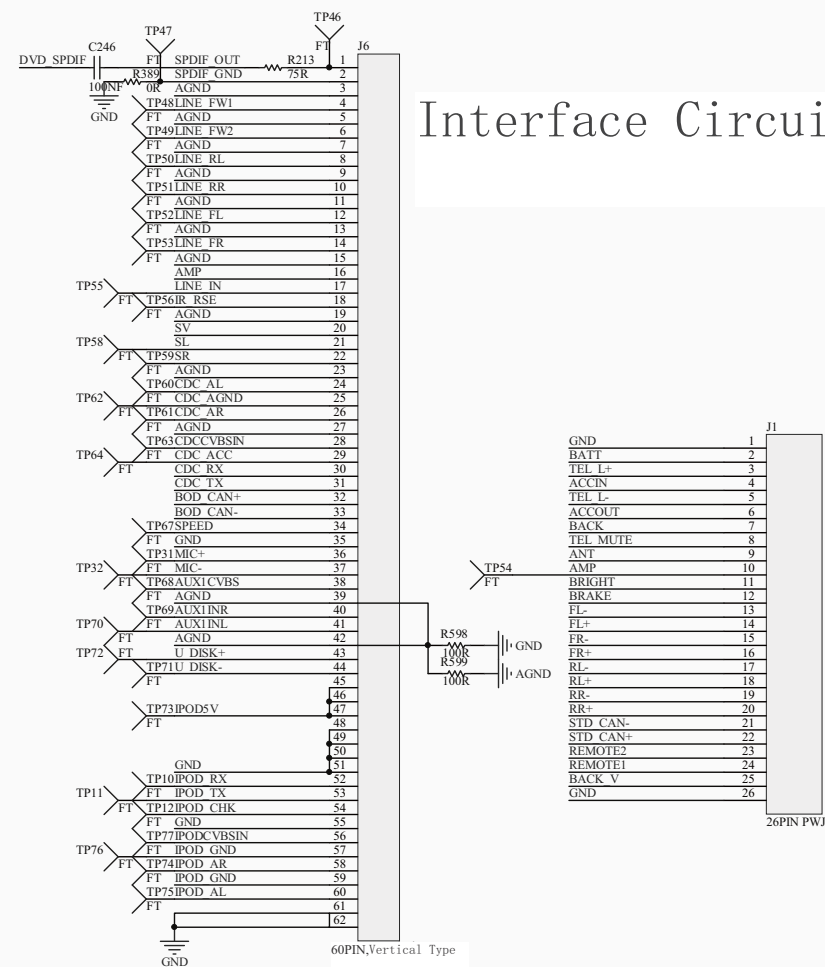 TP46
TP47
J6
C246
FT
DVD_SPDIF
FT SPDIF_OUT R213 1
R389 SPDIF_GND 75R 2
100NF 0R AGND 3
GND
TP48 LINE_FW1 4
FT AGND 5
TP49 LINE_FW2 6
FT AGND 7
TP50 LINE_RL 8
FT AGND 9
TP51 LINE_RR 10
FT AGND 11
TP52 LINE_FL 12
FT AGND 13
TP53 LINE_FR 14
FT AGND 15
AMP 16
TP55 LINE_IN 17
FT TP56 IR_RSE 18
FT AGND 19
SV 20
TP58 SL 21
FT TP59 SR 22
FT AGND 23
TP60 CDC_AL 24
TP62 FT CDC_AGND 25
FT TP61 CDC_AR 26
FT AGND 27
TP63 CDCCVBSIN 28
TP64 FT CDC_ACC 29
FT CDC_RX 30
CDC_TX 31
BOD_CAN+ 32
BOD_CAN- 33
TP67 SPEED 34
FT GND 35
TP31 MIC+ 36
TP32 FT MIC- 37
FT TP68 AUX1CVBS 38
FT AGND 39
TP69 AUX1INR 40
TP70 FT AUX1INL 41
FT AGND 42
TP72 U_DISK+ 43
FT TP71 U_DISK- 44
FT 45
46
TP73 IPOD5V 47
FT 48
49
50
GND 51
TP10 IPOD_RX 52
TP11 FT IPOD_TX 53
FT TP12 IPOD_CHK 54
FT GND 55
TP77 IPODCVBSIN 56
TP76 FT IPOD_GND 57
FT TP74 IPOD_AR 58
FT IPOD_GND 59
TP75 IPOD_AL 60
FT 61
62
GND
60PIN,Vertical Type
R598
100R
GND
R599
100R
AGND
Interface Circui
J1
GND 1
BATT 2
TEL_L+ 3
ACCIN 4
TEL_L- 5
ACCOUT 6
BACK 7
TEL_MUTE 8
ANT 9
TP54 AMP 10
FT BRIGHT 11
BRAKE 12
FL- 13
FL+ 14
FR- 15
FR+ 16
RL- 17
RL+ 18
RR- 19
RR+ 20
STD_CAN- 21
STD_CAN+ 22
REMOTE2 23
REMOTE1 24
BACK_V 25
GND 26
26PIN PWJ